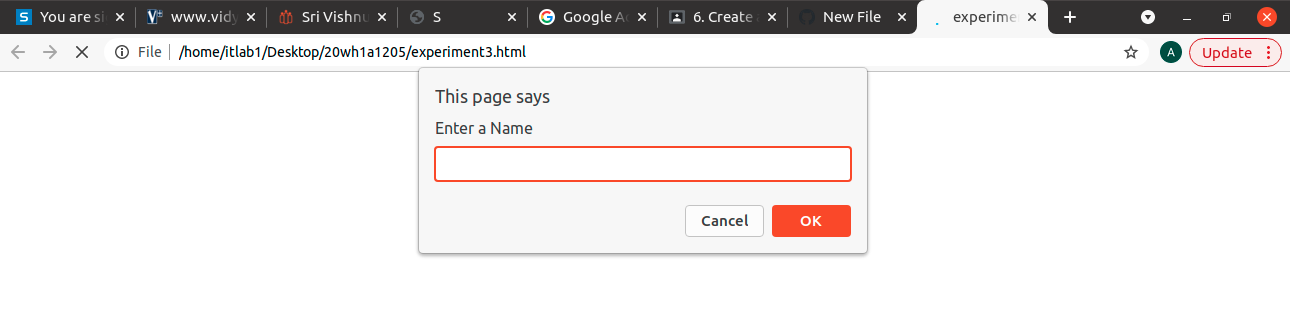 You are si
www.vidy
Sri Vishnu
S
Google Ac
6. Create a
New File
experime
File
/home/itlab1/Desktop/20wh1a1205/experiment3.html
A
Update
This page says
Enter a Name
Cancel
OK